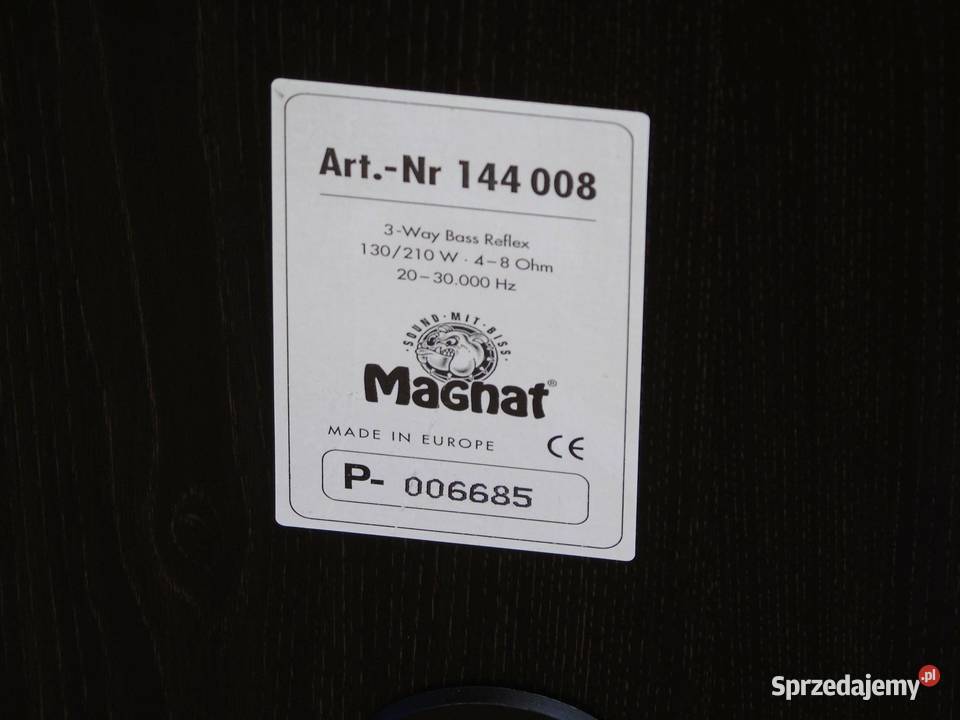 Art.-Nr 144 008
3-Way Bass Reflex
130/210 W · 4–8 Ohm
20–30.000 Hz
·SOUND·MIT·BISS·
Magnat®
MADE IN EUROPE CE
P- 006685
Sprzedajemy.pl